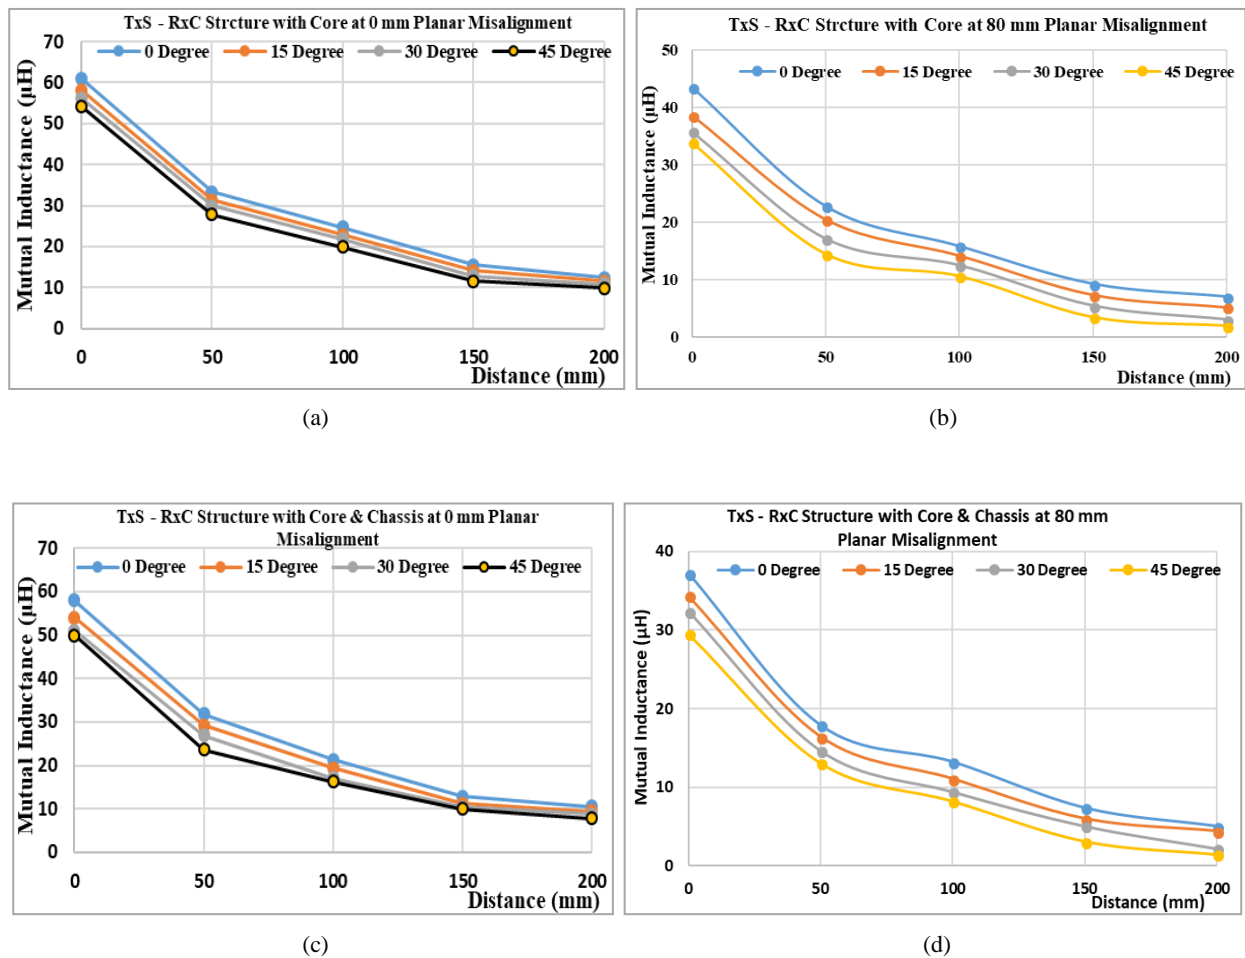 TxS - RxC Strcture with Core at 0 mm Planar Misalignment
0 Degree 15 Degree 30 Degree 45 Degree
Mutual Inductance (µH)
70
60
50
40
30
20
10
0
0 50 100 150 200
Distance (mm)
(a)
TxS - RxC Strcture with Core at 80 mm Planar Misalignment
0 Degree 15 Degree 30 Degree 45 Degree
Mutual Inductance (µH)
50
40
30
20
10
0
0 50 100 150 200
Distance (mm)
(b)
TxS - RxC Structure with Core & Chassis at 0 mm Planar
Misalignment
0 Degree 15 Degree 30 Degree 45 Degree
Mutual Inductance (µH)
70
60
50
40
30
20
10
0
0 50 100 150 200
Distance (mm)
(c)
TxS - RxC Structure with Core & Chassis at 80 mm
Planar Misalignment
0 Degree 15 Degree 30 Degree 45 Degree
Mutual Inductance (µH)
40
30
20
10
0
0 50 100 150 200
Distance (mm)
(d)